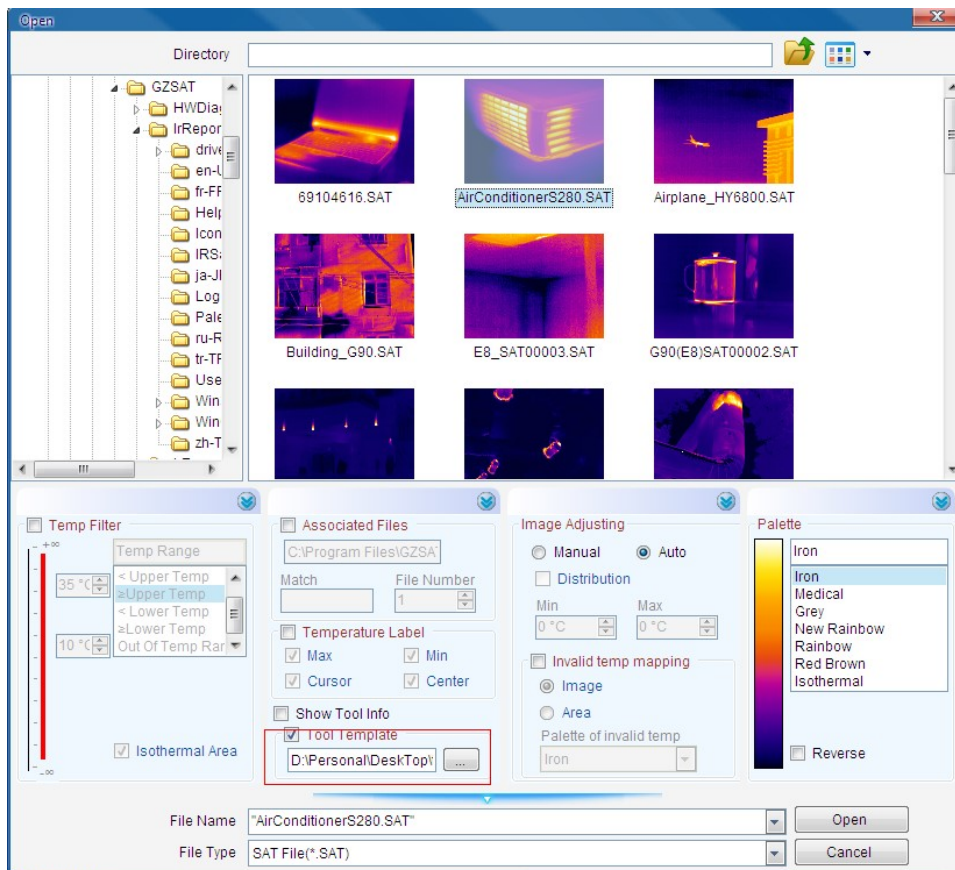 Open
Directory
GZSAT
HWDia
IrRepor
drive
en-U
fr-FF
Help
Icon
IRSa
ja-JI
Log
Pale
ru-R
tr-TF
Use
Win
Win
zh-T
69104616.SAT
AirConditionerS280.SAT
Airplane_HY6800.SAT
Building_G90.SAT
E8_SAT00003.SAT
G90(E8)SAT00002.SAT
Temp Filter
+∞
Temp Range
35 °C
< Upper Temp
≥Upper Temp
< Lower Temp
≥Lower Temp
10 °C
Out Of Temp Rar
Isothermal Area
-∞
Associated Files
C:\Program Files\GZSA
Match
File Number
1
Temperature Label
Max
Min
Cursor
Center
Show Tool Info
Tool Template
D:\Personal\DeskTop\
...
Image Adjusting
Manual
Auto
Distribution
Min
Max
0 °C
0 °C
Invalid temp mapping
Image
Area
Palette of invalid temp
Iron
Palette
Iron
Iron
Medical
Grey
New Rainbow
Rainbow
Red Brown
Isothermal
Reverse
File Name
"AirConditionerS280.SAT"
Open
File Type
SAT File(*.SAT)
Cancel